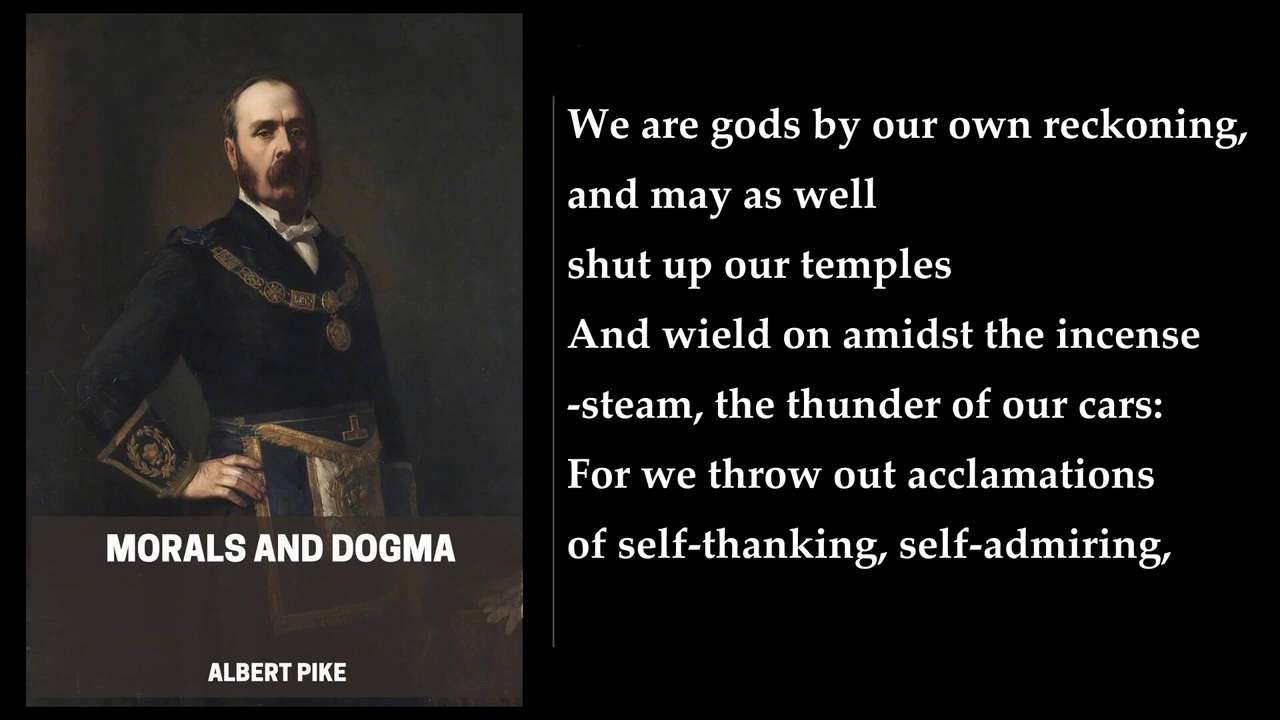 MORALS AND DOGMA
ALBERT PIKE
We are gods by our own reckoning,
and may as well
shut up our temples
And wield on amidst the incense
-steam, the thunder of our cars:
For we throw out acclamations
of self-thanking, self-admiring,